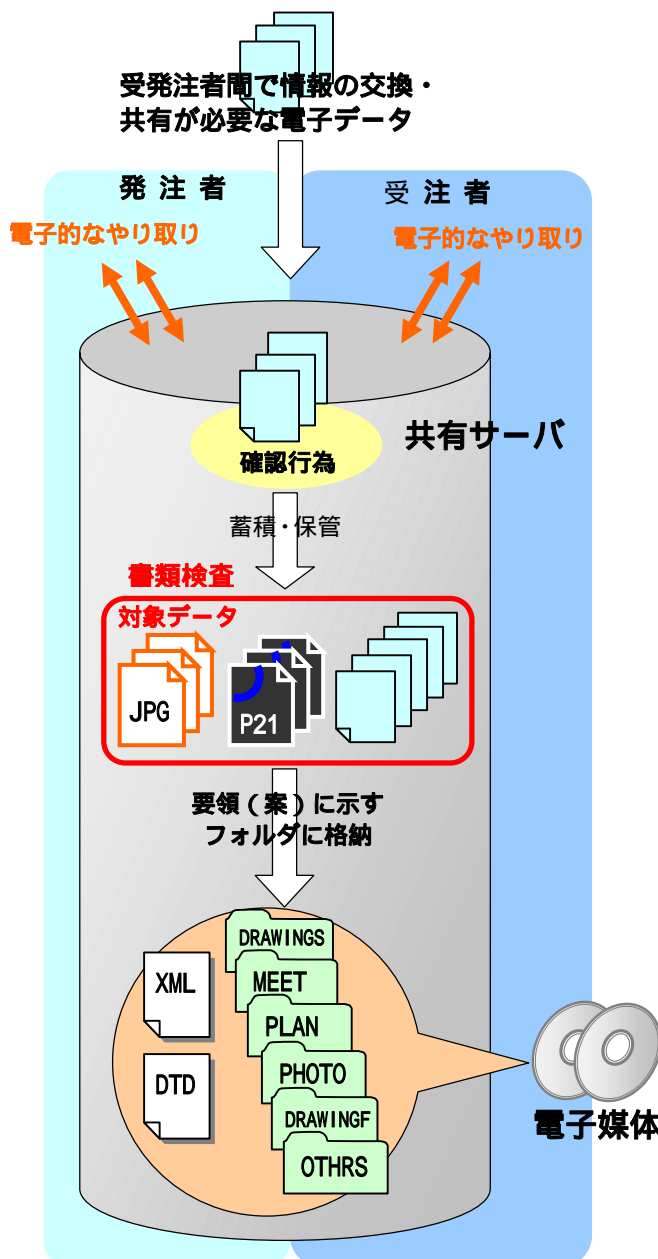 受発注者間で情報の交換・
共有が必要な電子データ
発 注 者
受 注 者
電子的なやり取り
電子的なやり取り
共有サーバ
確認行為
蓄積・保管
書類検査
対象データ
JPG
P21
要領（案）に示す
フォルダに格納
DRAWINGS
XML
MEET
PLAN
DTD
PHOTO
DRAWINGF
OTHRS
電子媒体